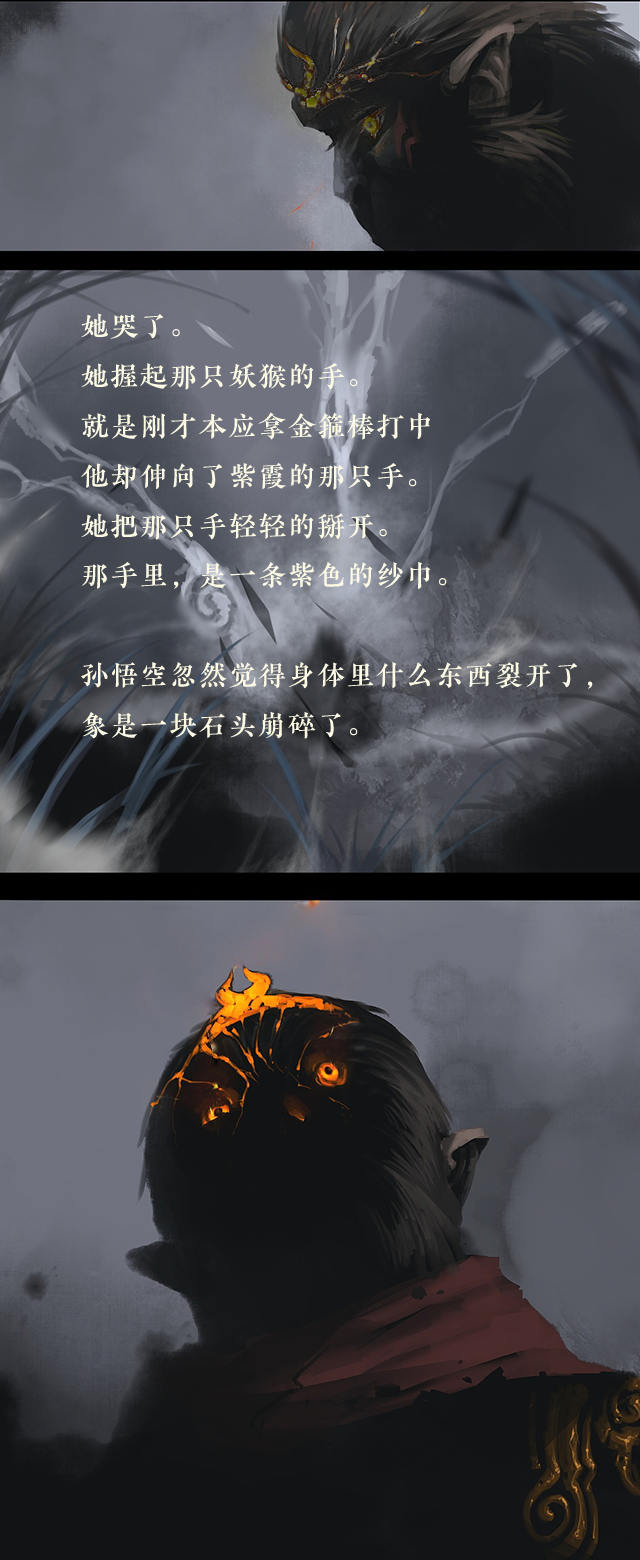 她哭了。
她握起那只妖猴的手。
就是刚才本应拿金箍棒打中
他却伸向了紫霞的那只手。
她把那只手轻轻的掰开。
那手里，是一条紫色的纱巾。
孙悟空忽然觉得身体里什么东西裂开了，
象是一块石头崩碎了。